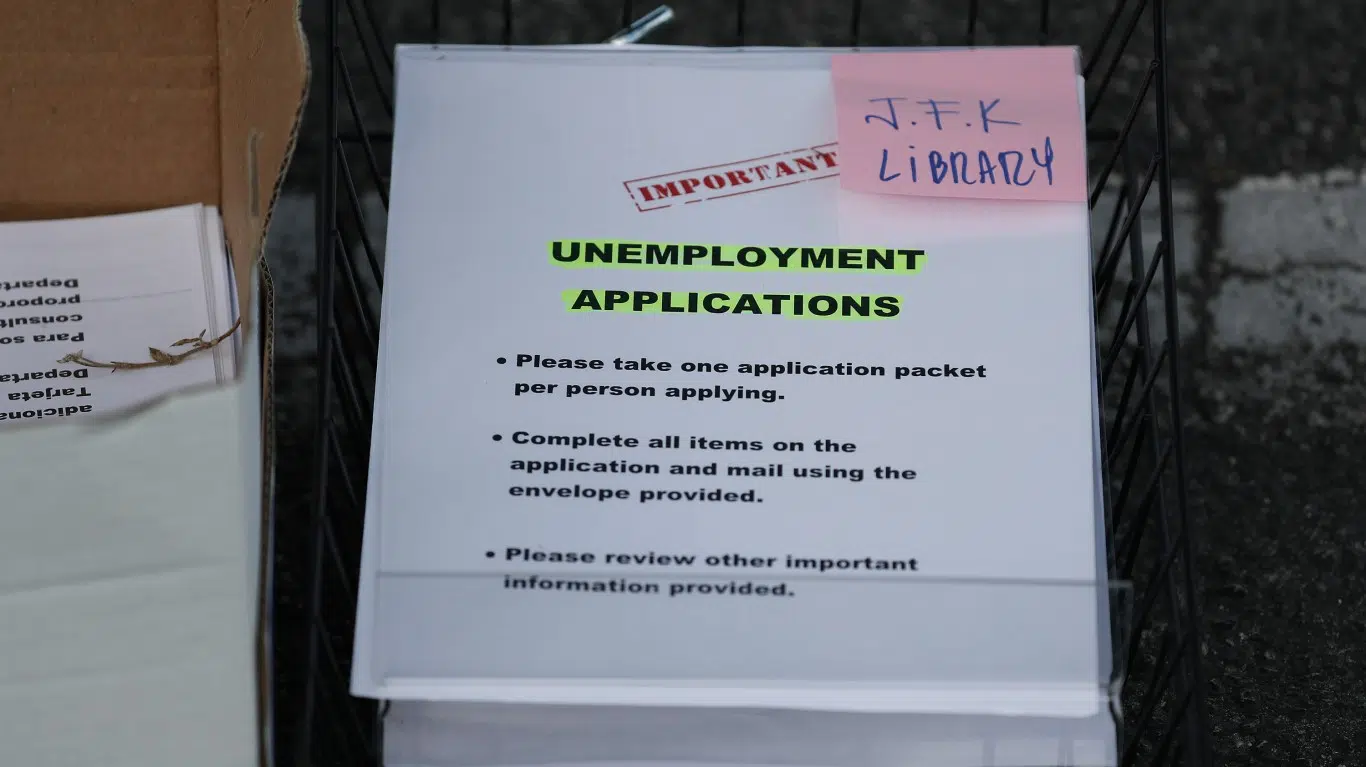 J.F.K
LIBRARY
IMPORTANT
UNEMPLOYMENT
APPLICATIONS
• Please take one application packet
per person applying.
• Complete all items on the
application and mail using the
envelope provided.
• Please review other important
information provided.
adiciona
Tarjeta
Departa
Para so
consult
proporc
Departa